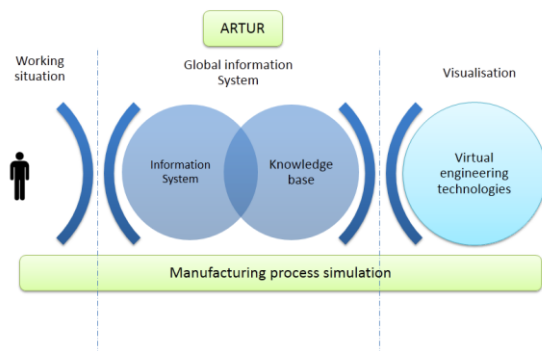 ARTUR
Working
situation
Global information
System
Visualisation
Information
System
Knowledge
base
Virtual
engineering
technologies
Manufacturing process simulation